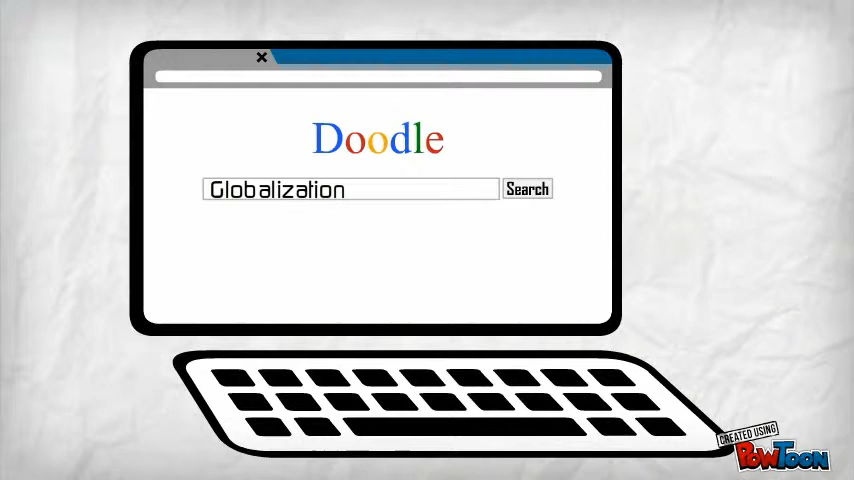 Doodle
Globalization
Search
CREATED USING
PowToon